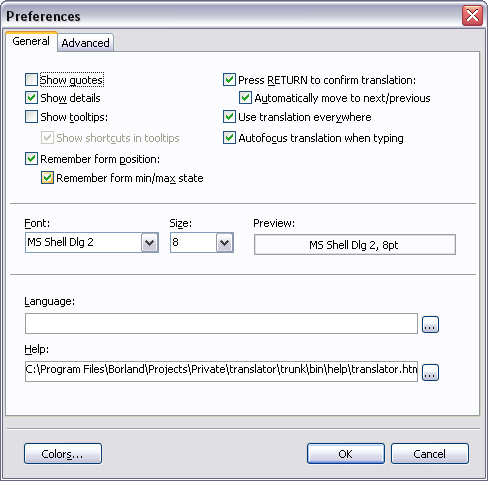 Preferences
General Advanced
Show quotes
Show details
Show tooltips:
Show shortcuts in tooltips
Remember form position:
Remember form min/max state
Press RETURN to confirm translation:
Automatically move to next/previous
Use translation everywhere
Autofocus translation when typing
Font: Size: Preview:
MS Shell Dlg 2 8 MS Shell Dlg 2, 8pt
Language:
...
Help:
C:\Program Files\Borland\Projects\Private\translator\trunk\bin\help\translator.htm ...
Colors... OK Cancel